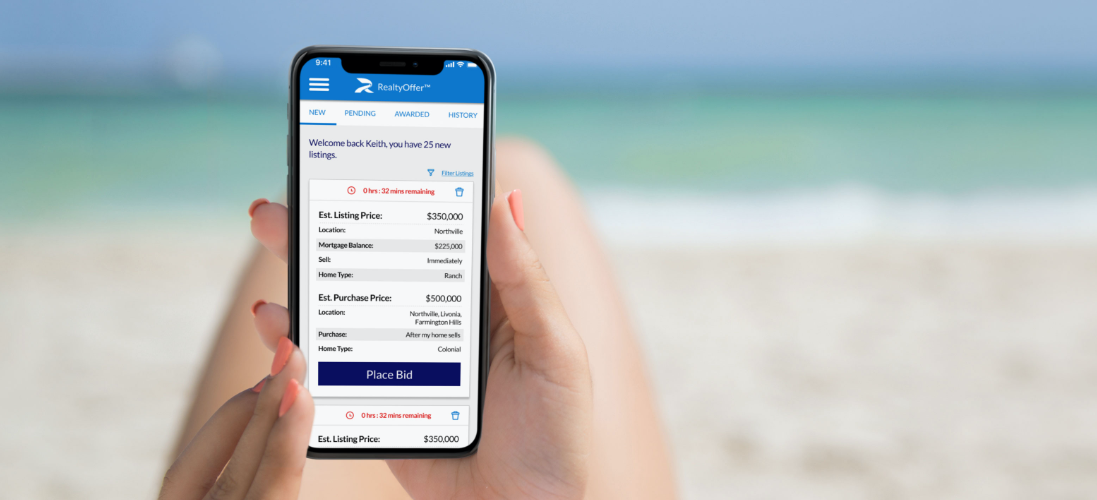 9:41
RealtyOffer™
NEW PENDING AWARDED HISTORY
Welcome back Keith, you have 25 new
listings.
Filter Listings
0 hrs : 32 mins remaining
Est. Listing Price: $350,000
Location: Northville
Mortgage Balance: $225,000
Sell: Immediately
Home Type: Ranch
Est. Purchase Price: $500,000
Location: Northville, Livonia,
Farmington Hills
Purchase: After my home sells
Home Type: Colonial
Place Bid
0 hrs : 32 mins remaining
Est. Listing Price: $350,000